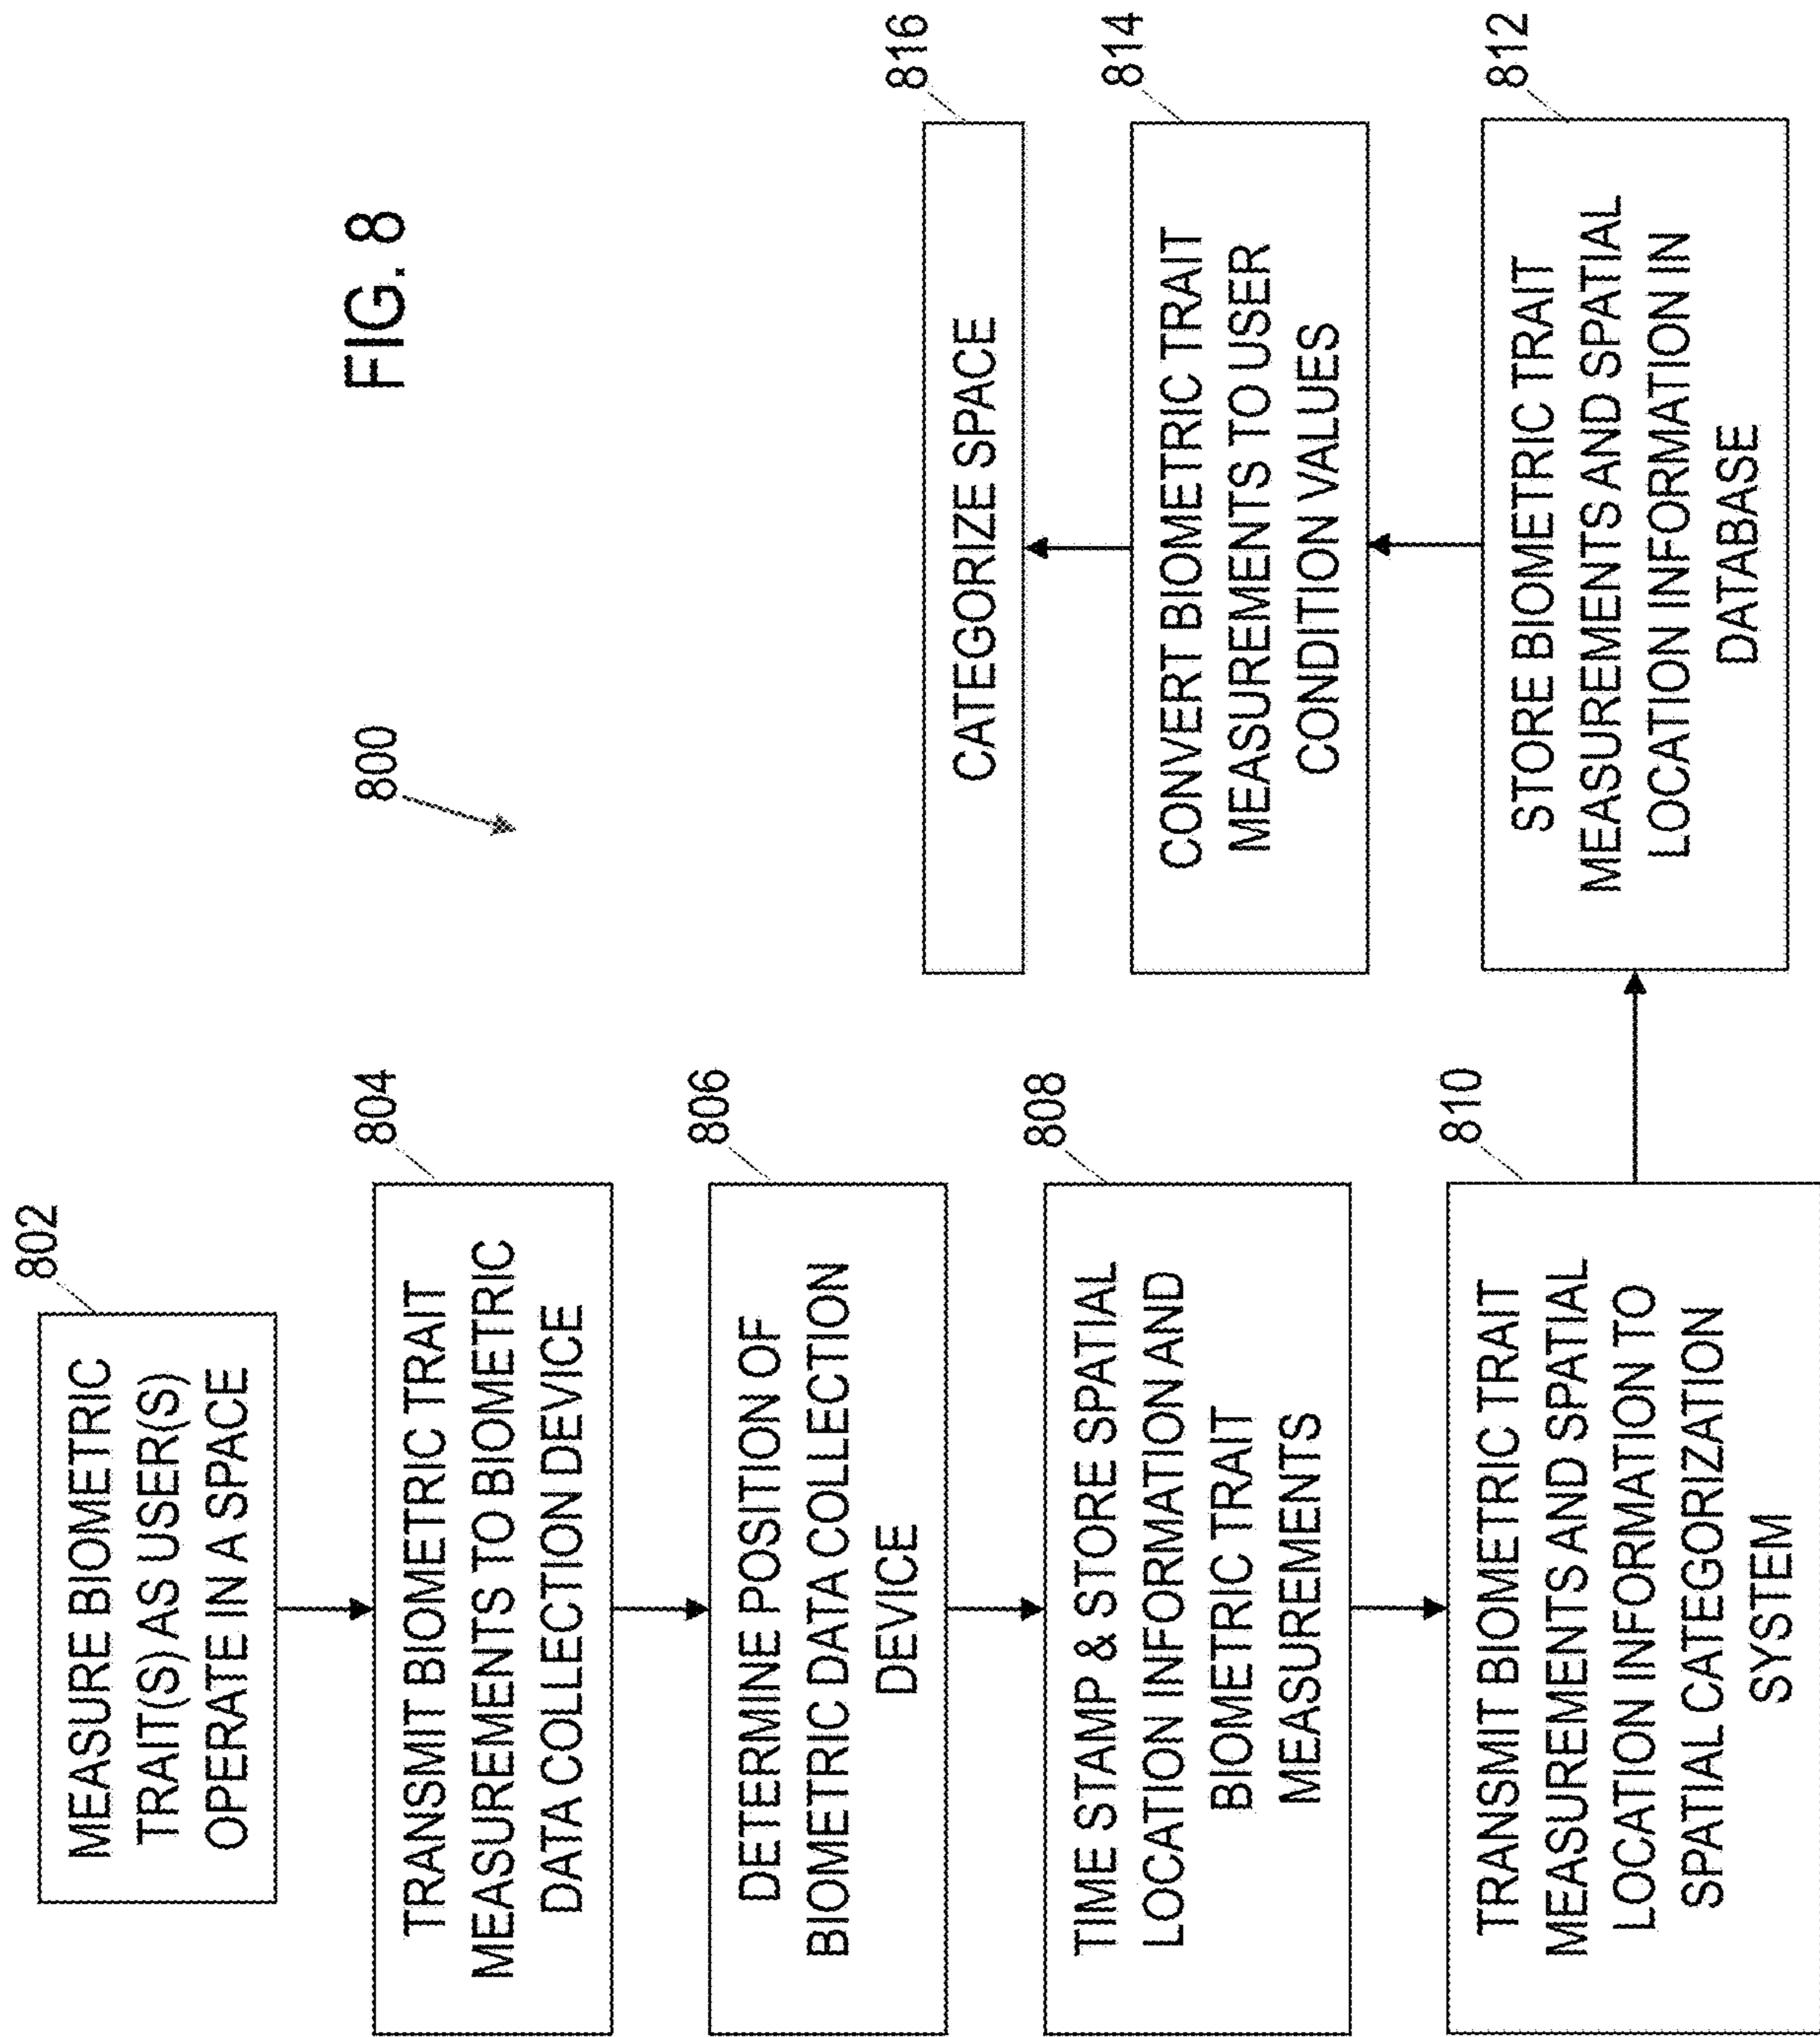 FIG. 8
800
802
MEASURE BIOMETRIC
TRAIT(S) AS USER(S)
OPERATE IN A SPACE
804
TRANSMIT BIOMETRIC TRAIT
MEASUREMENTS TO BIOMETRIC
DATA COLLECTION DEVICE
806
DETERMINE POSITION OF
BIOMETRIC DATA COLLECTION
DEVICE
808
TIME STAMP & STORE SPATIAL
LOCATION INFORMATION AND
BIOMETRIC TRAIT
MEASUREMENTS
810
TRANSMIT BIOMETRIC TRAIT
MEASUREMENTS AND SPATIAL
LOCATION INFORMATION TO
SPATIAL CATEGORIZATION
SYSTEM
812
STORE BIOMETRIC TRAIT
MEASUREMENTS AND SPATIAL
LOCATION INFORMATION IN
DATABASE
814
CONVERT BIOMETRIC TRAIT
MEASUREMENTS TO USER
CONDITION VALUES
816
CATEGORIZE SPACE